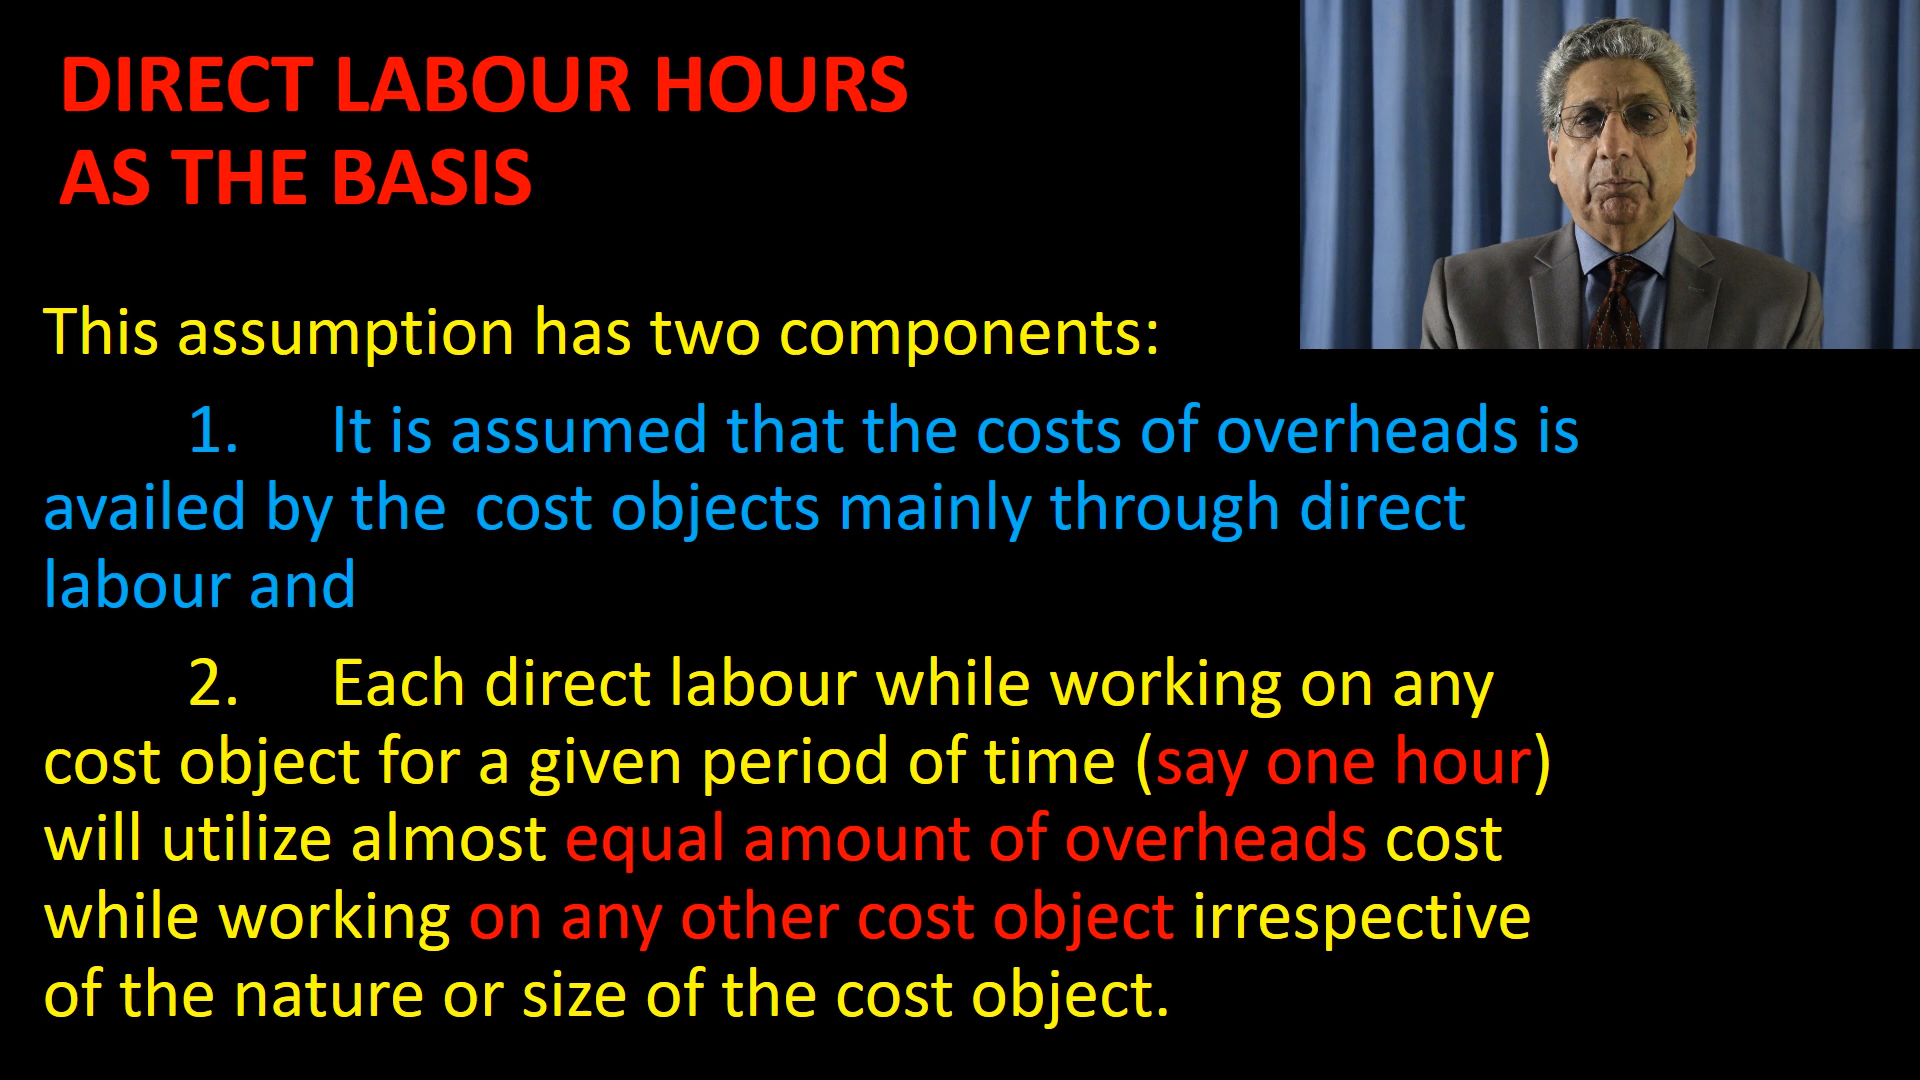 DIRECT LABOUR HOURS
AS THE BASIS
This assumption has two components:
1. It is assumed that the costs of overheads is
availed by the cost objects mainly through direct
labour and
2. Each direct labour while working on any
cost object for a given period of time (say one hour)
will utilize almost equal amount of overheads cost
while working on any other cost object irrespective
of the nature or size of the cost object.